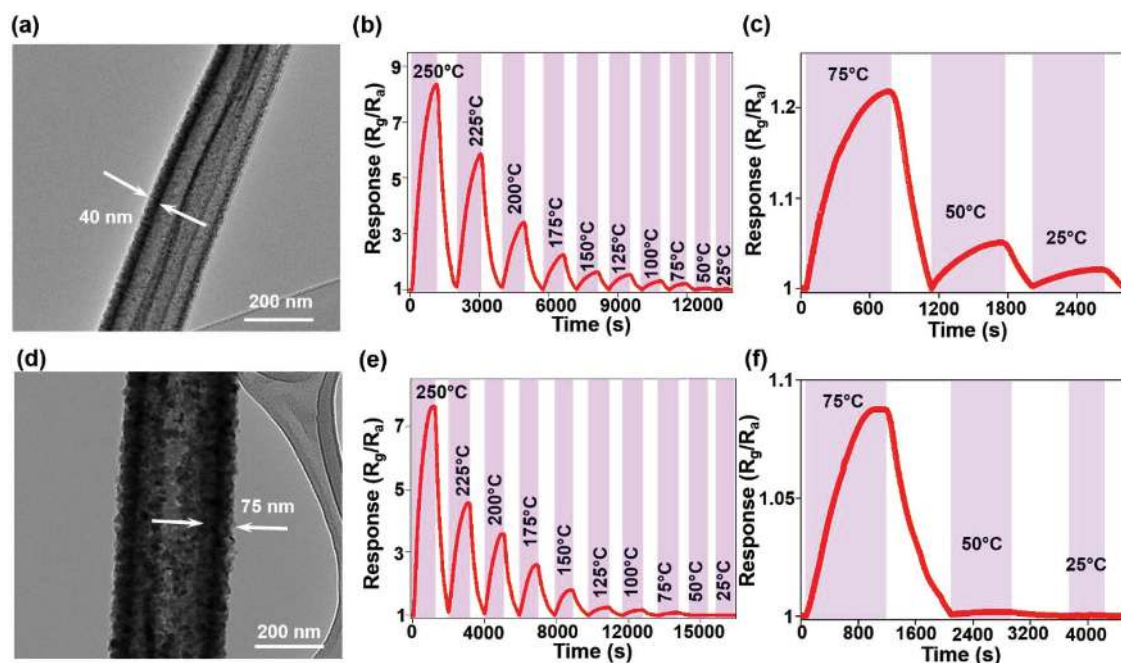 (a)
40 nm
200 nm
(b)
Response (Rg/Ra)
9
7
5
3
1
250°C
225°C
200°C
175°C
150°C
125°C
100°C
75°C
50°C
25°C
0 3000 6000 9000 12000
Time (s)
(c)
Response (Rg/Ra)
1.2
1.1
1
75°C
50°C
25°C
0 600 1200 1800 2400
Time (s)
(d)
75 nm
200 nm
(e)
Response (Rg/Ra)
7
5
3
1
250°C
225°C
200°C
175°C
150°C
125°C
100°C
75°C
50°C
25°C
0 4000 8000 12000 16000
Time (s)
(f)
Response (Rg/Ra)
1.1
1.05
1
75°C
50°C
25°C
0 800 1600 2400 3200 4000
Time (s)